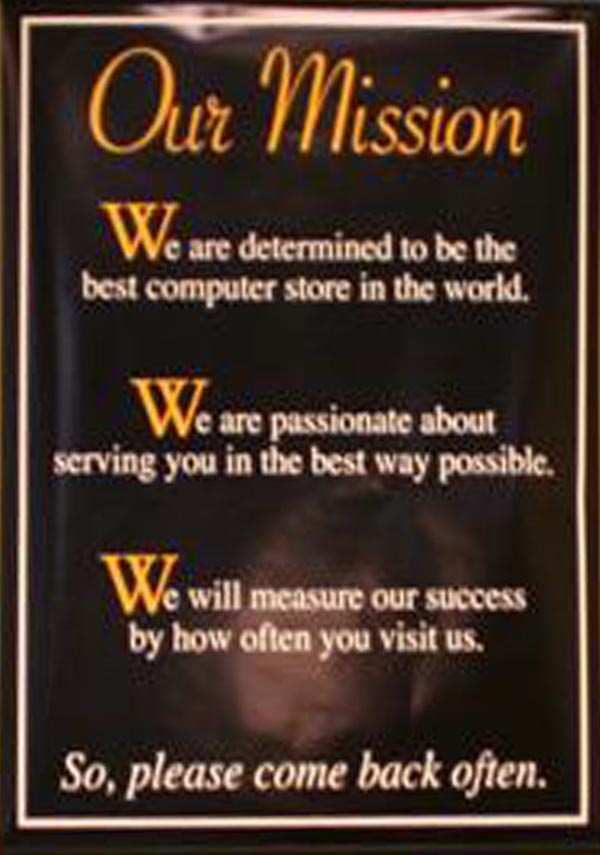 Our Mission
We are determined to be the
best computer store in the world.
We are passionate about
serving you in the best way possible.
We will measure our success
by how often you visit us.
So, please come back often.